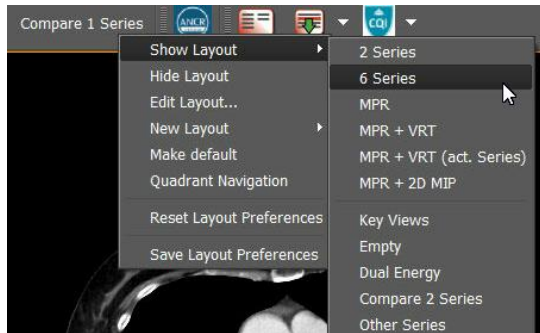 Compare 1 Series
ANCR
CQI
Show Layout
Hide Layout
Edit Layout...
New Layout
Make default
Quadrant Navigation
Reset Layout Preferences
Save Layout Preferences
2 Series
6 Series
MPR
MPR + VRT
MPR + VRT (act. Series)
MPR + 2D MIP
Key Views
Empty
Dual Energy
Compare 2 Series
Other Series